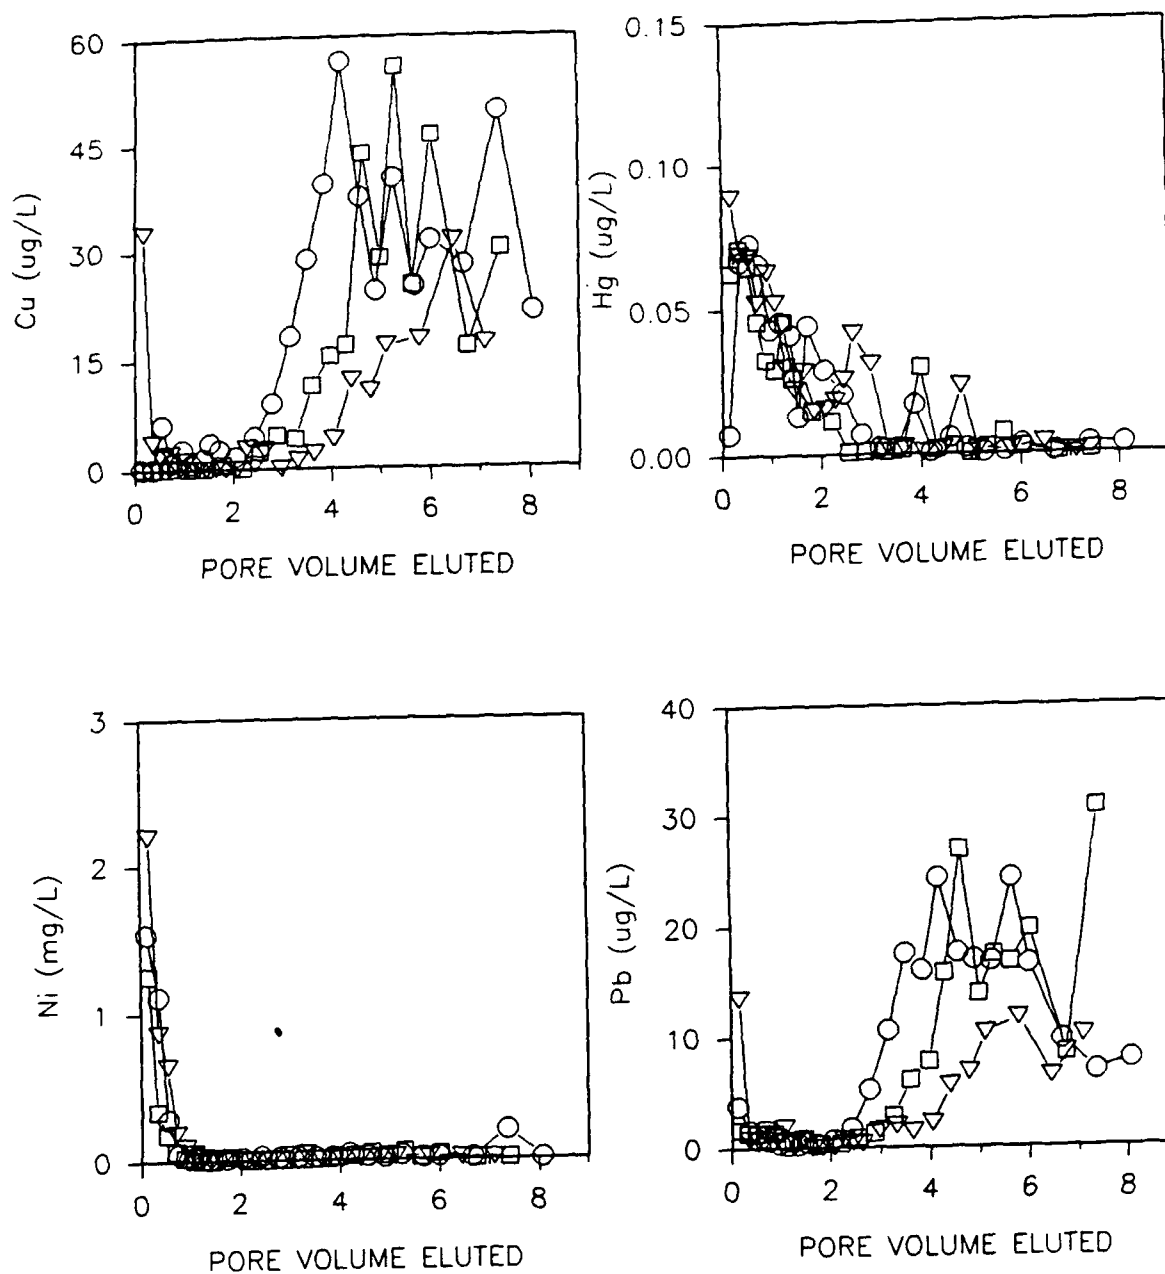 60
45
30
15
0
Cu (ug/L)
0 2 4 6 8
PORE VOLUME ELUTED
0.15
0.10
0.05
0.00
Hg (ug/L)
0 2 4 6 8
PORE VOLUME ELUTED
3
2
1
0
Ni (mg/L)
0 2 4 6 8
PORE VOLUME ELUTED
40
30
20
10
0
Pb (ug/L)
0 2 4 6 8
PORE VOLUME ELUTED